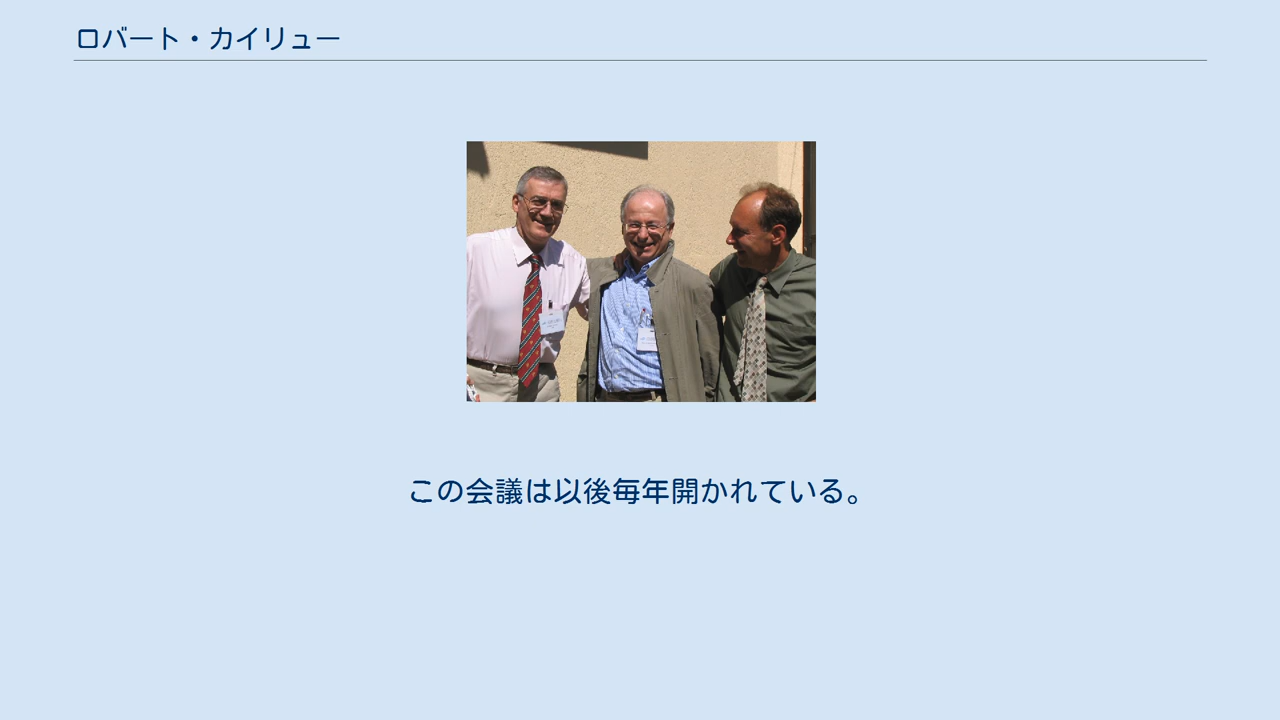 ロバート・カイリュー
この会議は以後毎年開かれている。